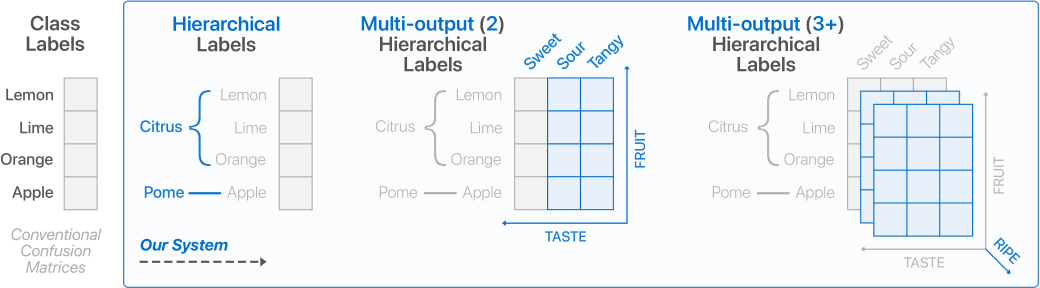 Class
Labels
Lemon
Lime
Orange
Apple
Conventional
Confusion
Matrices
Hierarchical
Labels
Lemon
Citrus
Lime
Orange
Pome
Apple
Our System
Multi-output (2)
Hierarchical
Labels
Sweet
Sour
Tangy
Lemon
Citrus
Lime
Orange
Pome
Apple
FRUIT
TASTE
Multi-output (3+)
Hierarchical
Labels
Sweet
Sour
Tangy
Lemon
Citrus
Lime
Orange
Pome
Apple
FRUIT
TASTE
RIPE